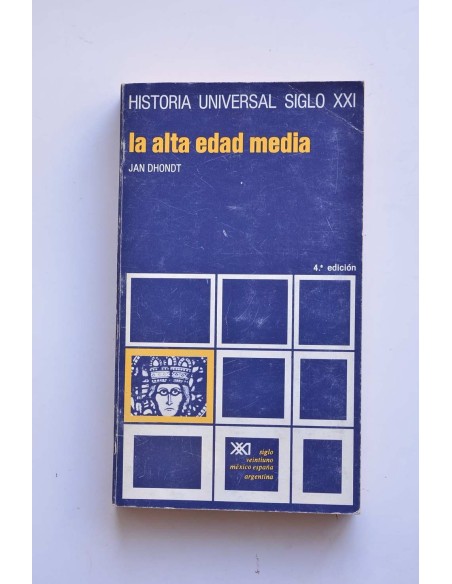 HISTORIA UNIVERSAL SIGLO XXI
la alta edad media
JAN DHONDT
4.ª edición
XXI
siglo
veintiuno
méxico españa
argentina